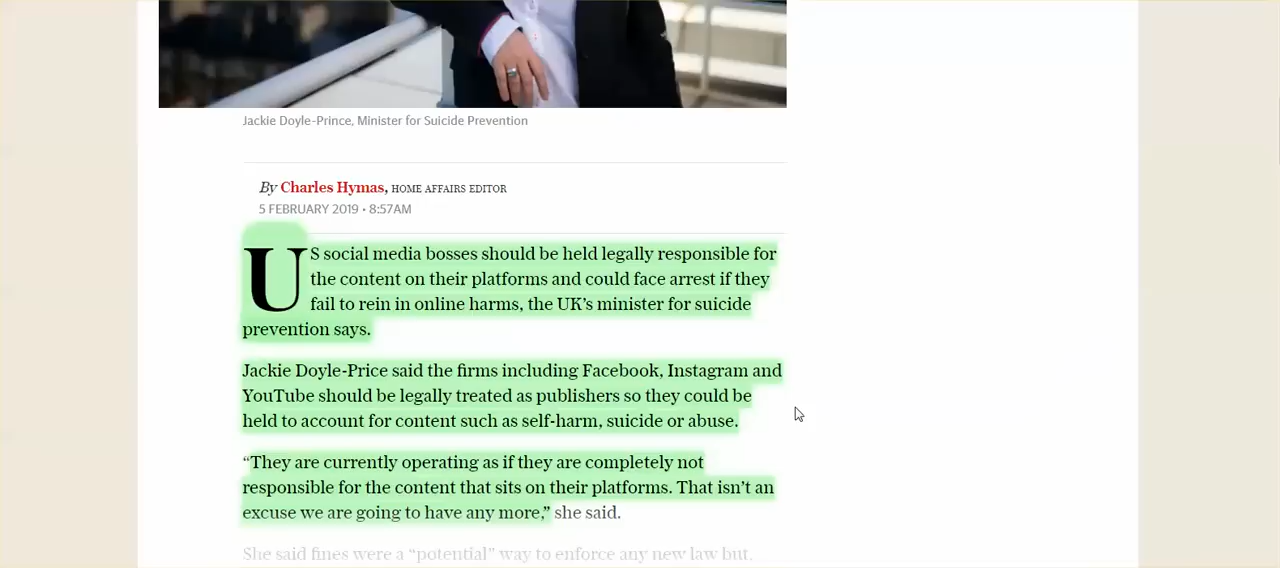 Jackie Doyle-Prince, Minister for Suicide Prevention
By Charles Hymas, HOME AFFAIRS EDITOR
5 FEBRUARY 2019 • 8:57AM
US social media bosses should be held legally responsible for
the content on their platforms and could face arrest if they
fail to rein in online harms, the UK’s minister for suicide
prevention says.
Jackie Doyle-Price said the firms including Facebook, Instagram and
YouTube should be legally treated as publishers so they could be
held to account for content such as self-harm, suicide or abuse.
“They are currently operating as if they are completely not
responsible for the content that sits on their platforms. That isn’t an
excuse we are going to have any more,” she said.
She said fines were a “potential” way to enforce any new law but.